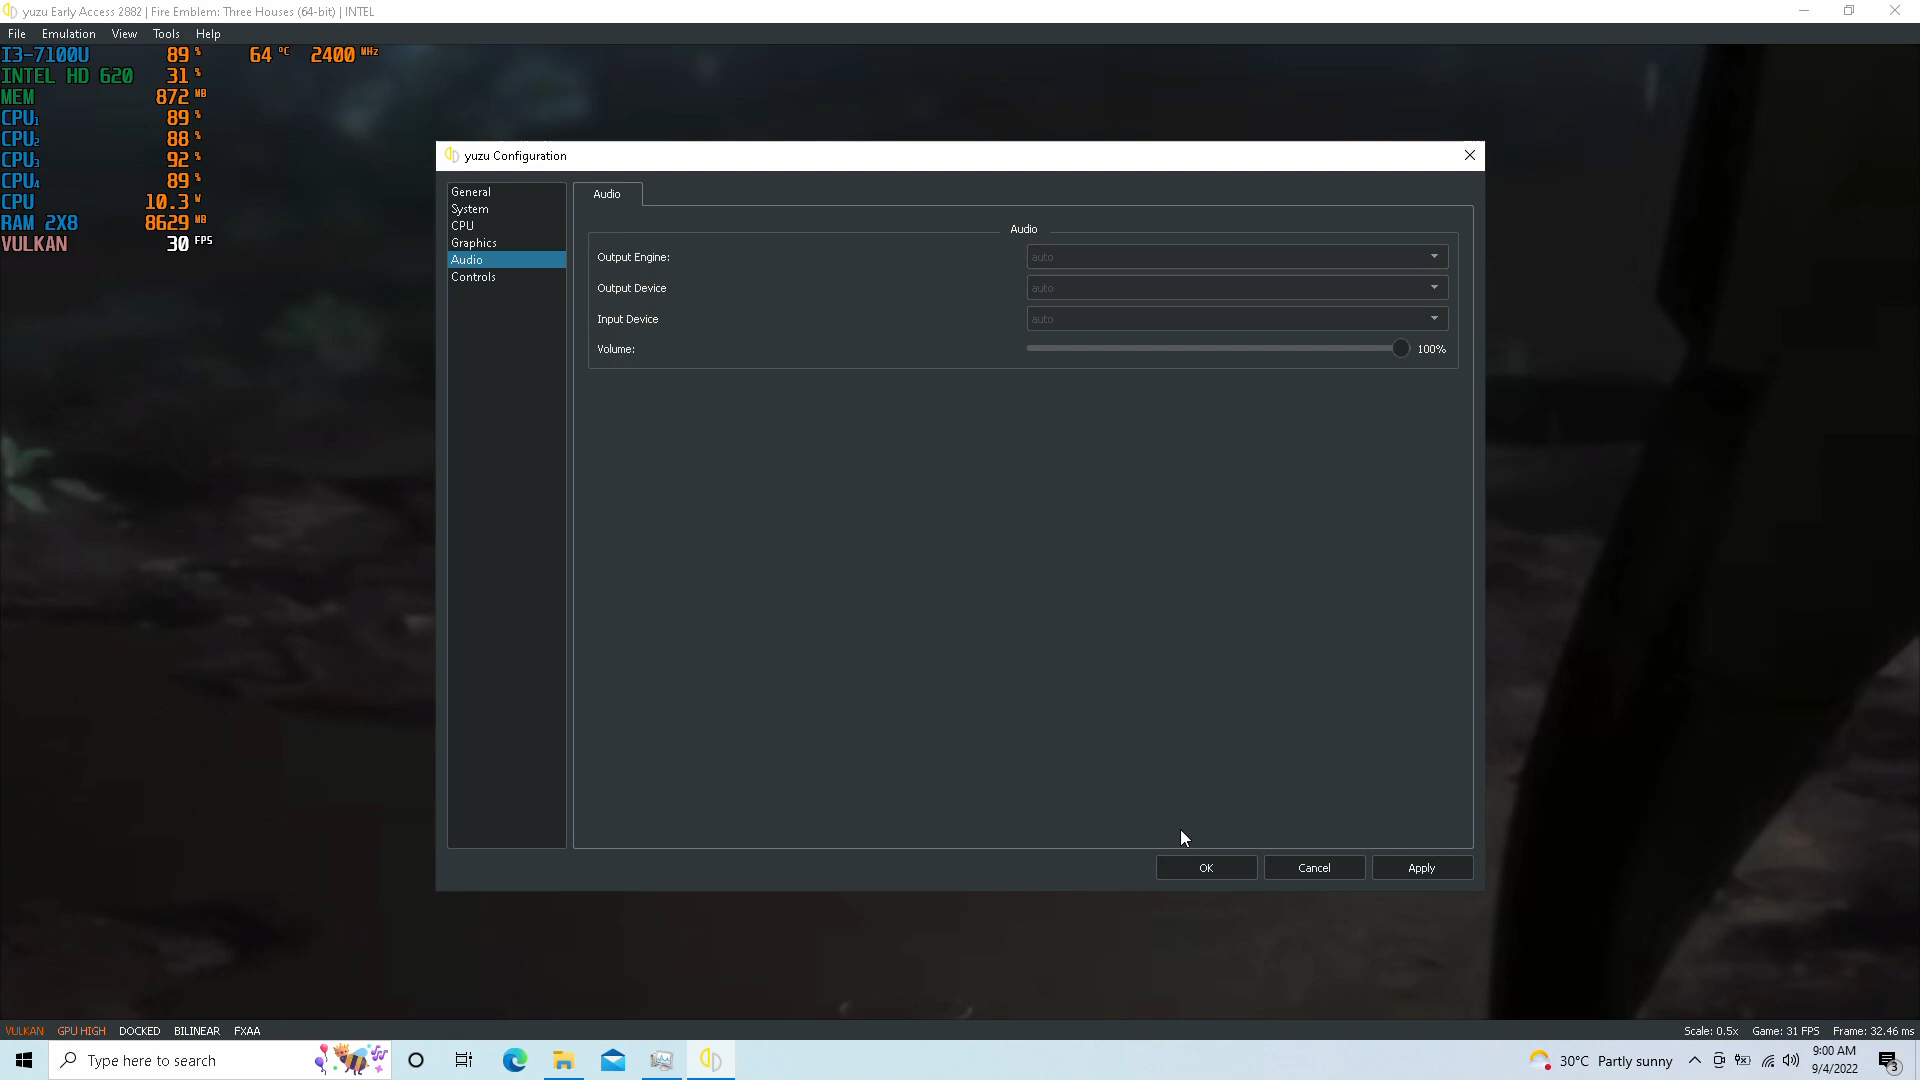 yuzu Early Access 2882 | Fire Emblem: Three Houses (64-bit) | INTEL
File Emulation View Tools Help
I3-7100U 89 % 64 °C 2400 MHz
INTEL HD 620 31 %
MEM 872 MB
CPU1 89 %
CPU2 88 %
CPU3 92 %
CPU4 89 %
CPU 10.3 W
RAM 2X8 8629 MB
VULKAN 30 FPS
yuzu Configuration
General
System
CPU
Graphics
Audio
Controls
Audio
Audio
Output Engine: auto
Output Device auto
Input Device auto
Volume: 100%
OK Cancel Apply
VULKAN GPU HIGH DOCKED BILINEAR FXAA Scale: 0.5x Game: 31 FPS Frame: 32.46 ms
Type here to search
30°C Partly sunny
9:00 AM
9/4/2022
3